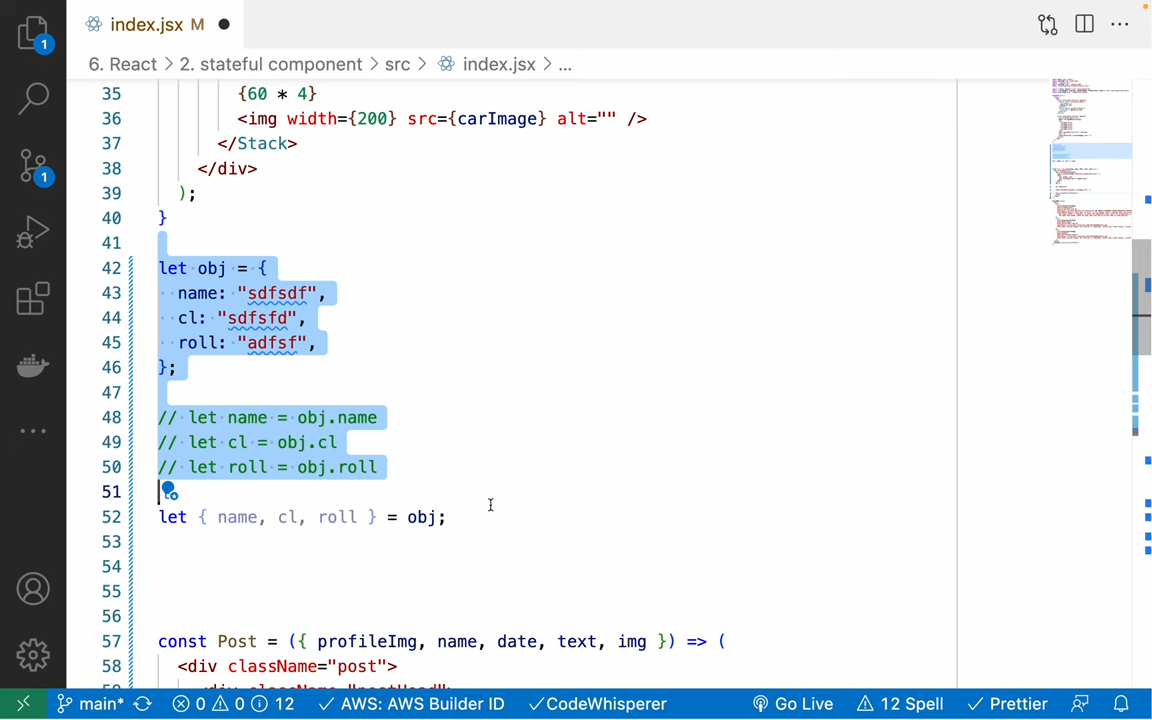 index.jsx M
6. React > 2. stateful component > src > index.jsx > ...
1
1
35 {60 * 4}
36 <img width={200} src={carImage} alt="" />
37 </Stack>
38 </div>
39 );
40 }
41
42 let obj = {
43 name: "sdfsdf",
44 cl: "sdfsfd",
45 roll: "adfsf",
46 };
47
48 // let name = obj.name
49 // let cl = obj.cl
50 // let roll = obj.roll
51
52 let { name, cl, roll } = obj;
53
54
55
56
57 const Post = ({ profileImg, name, date, text, img }) => (
58 <div className="post">
main* 0 0 12 AWS: AWS Builder ID CodeWhisperer Go Live 12 Spell Prettier